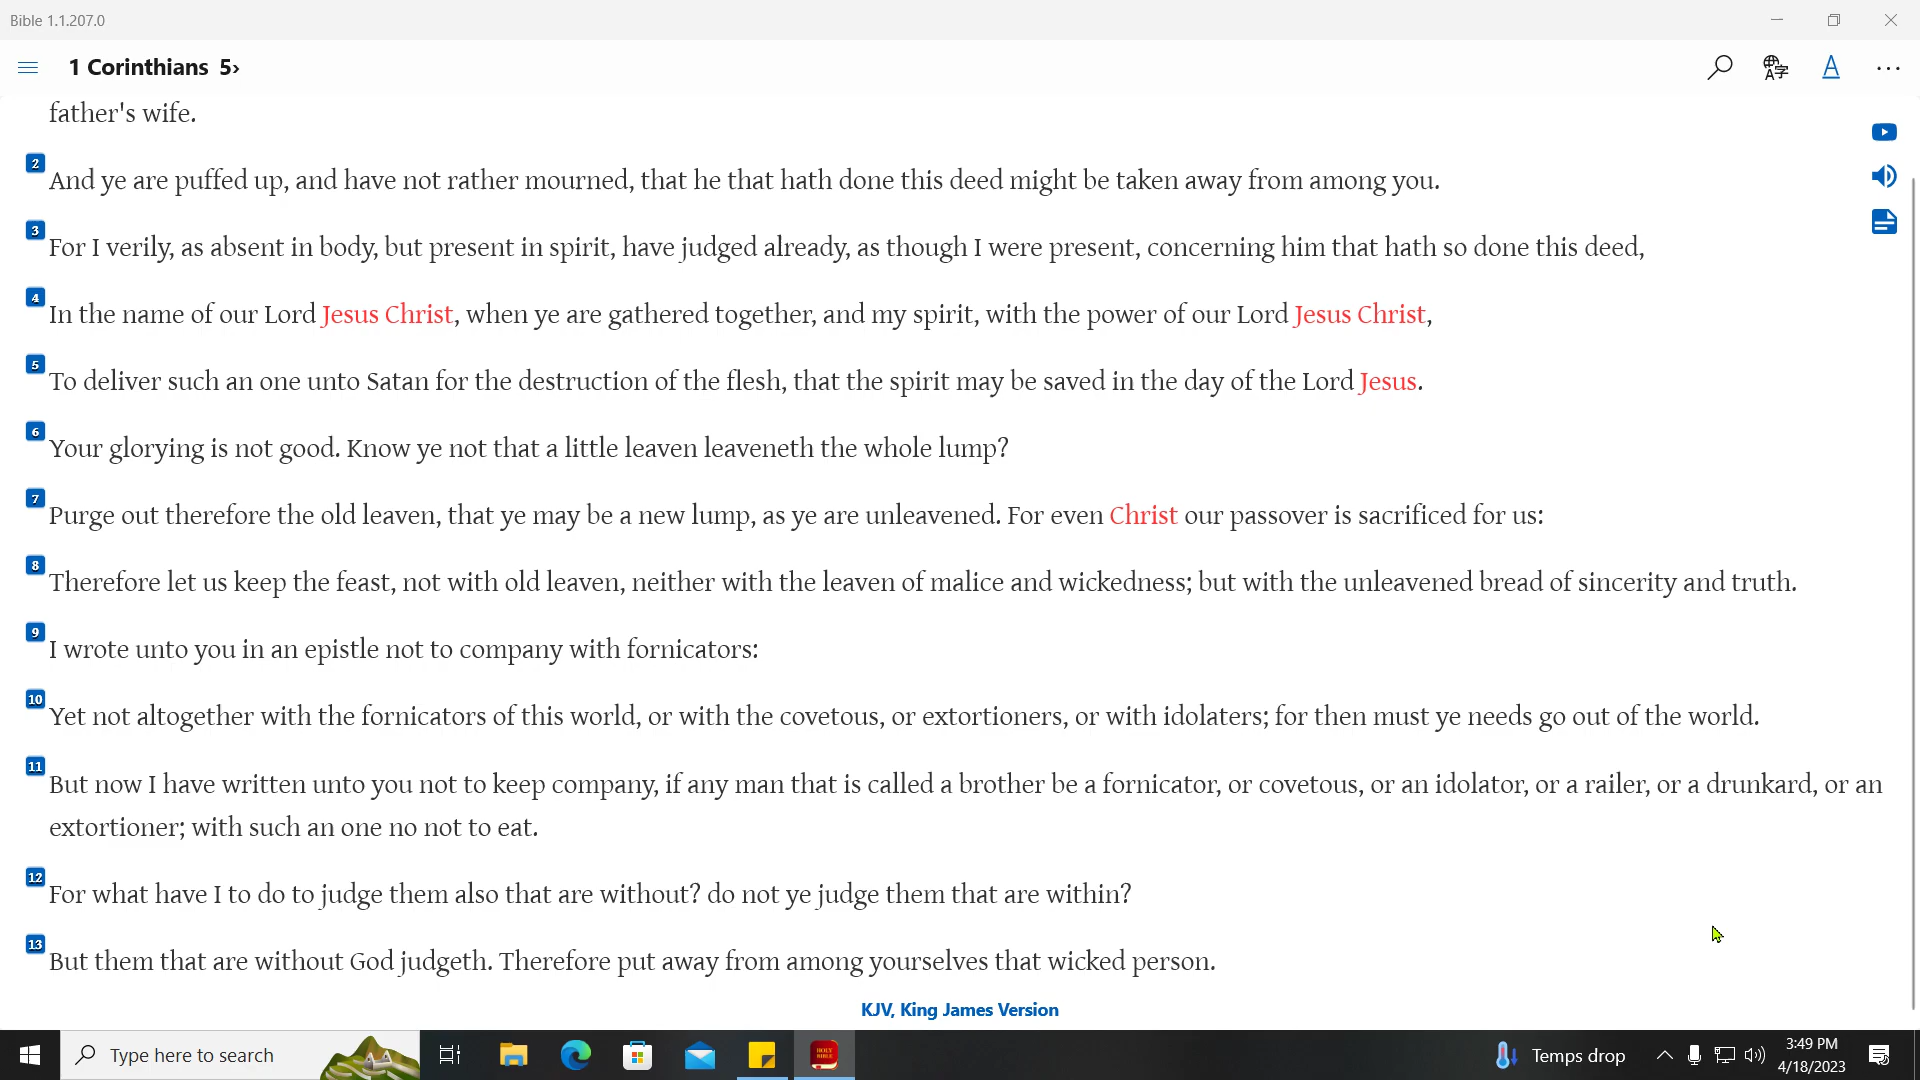 Bible 1.1.207.0
1 Corinthians 5›
father's wife.
2 And ye are puffed up, and have not rather mourned, that he that hath done this deed might be taken away from among you.
3 For I verily, as absent in body, but present in spirit, have judged already, as though I were present, concerning him that hath so done this deed,
4 In the name of our Lord Jesus Christ, when ye are gathered together, and my spirit, with the power of our Lord Jesus Christ,
5 To deliver such an one unto Satan for the destruction of the flesh, that the spirit may be saved in the day of the Lord Jesus.
6 Your glorying is not good. Know ye not that a little leaven leaveneth the whole lump?
7 Purge out therefore the old leaven, that ye may be a new lump, as ye are unleavened. For even Christ our passover is sacrificed for us:
8 Therefore let us keep the feast, not with old leaven, neither with the leaven of malice and wickedness; but with the unleavened bread of sincerity and truth.
9 I wrote unto you in an epistle not to company with fornicators:
10 Yet not altogether with the fornicators of this world, or with the covetous, or extortioners, or with idolaters; for then must ye needs go out of the world.
11 But now I have written unto you not to keep company, if any man that is called a brother be a fornicator, or covetous, or an idolator, or a railer, or a drunkard, or an
extortioner; with such an one no not to eat.
12 For what have I to do to judge them also that are without? do not ye judge them that are within?
13 But them that are without God judgeth. Therefore put away from among yourselves that wicked person.
KJV, King James Version
Type here to search
HOLY BIBLE
Temps drop
3:49 PM
4/18/2023